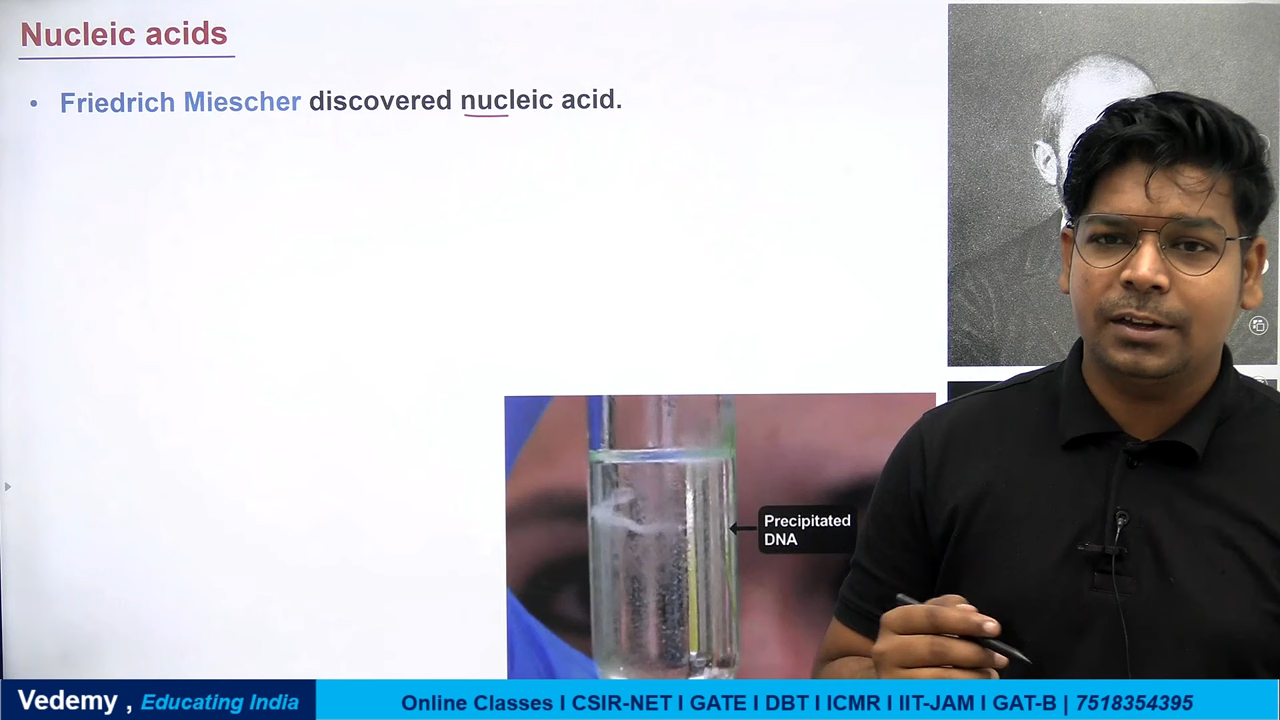 Nucleic acids
• Friedrich Miescher discovered nucleic acid.
Precipitated
DNA
Vedemy , Educating India
Online Classes I CSIR-NET I GATE I DBT I ICMR I IIT-JAM I GAT-B | 7518354395